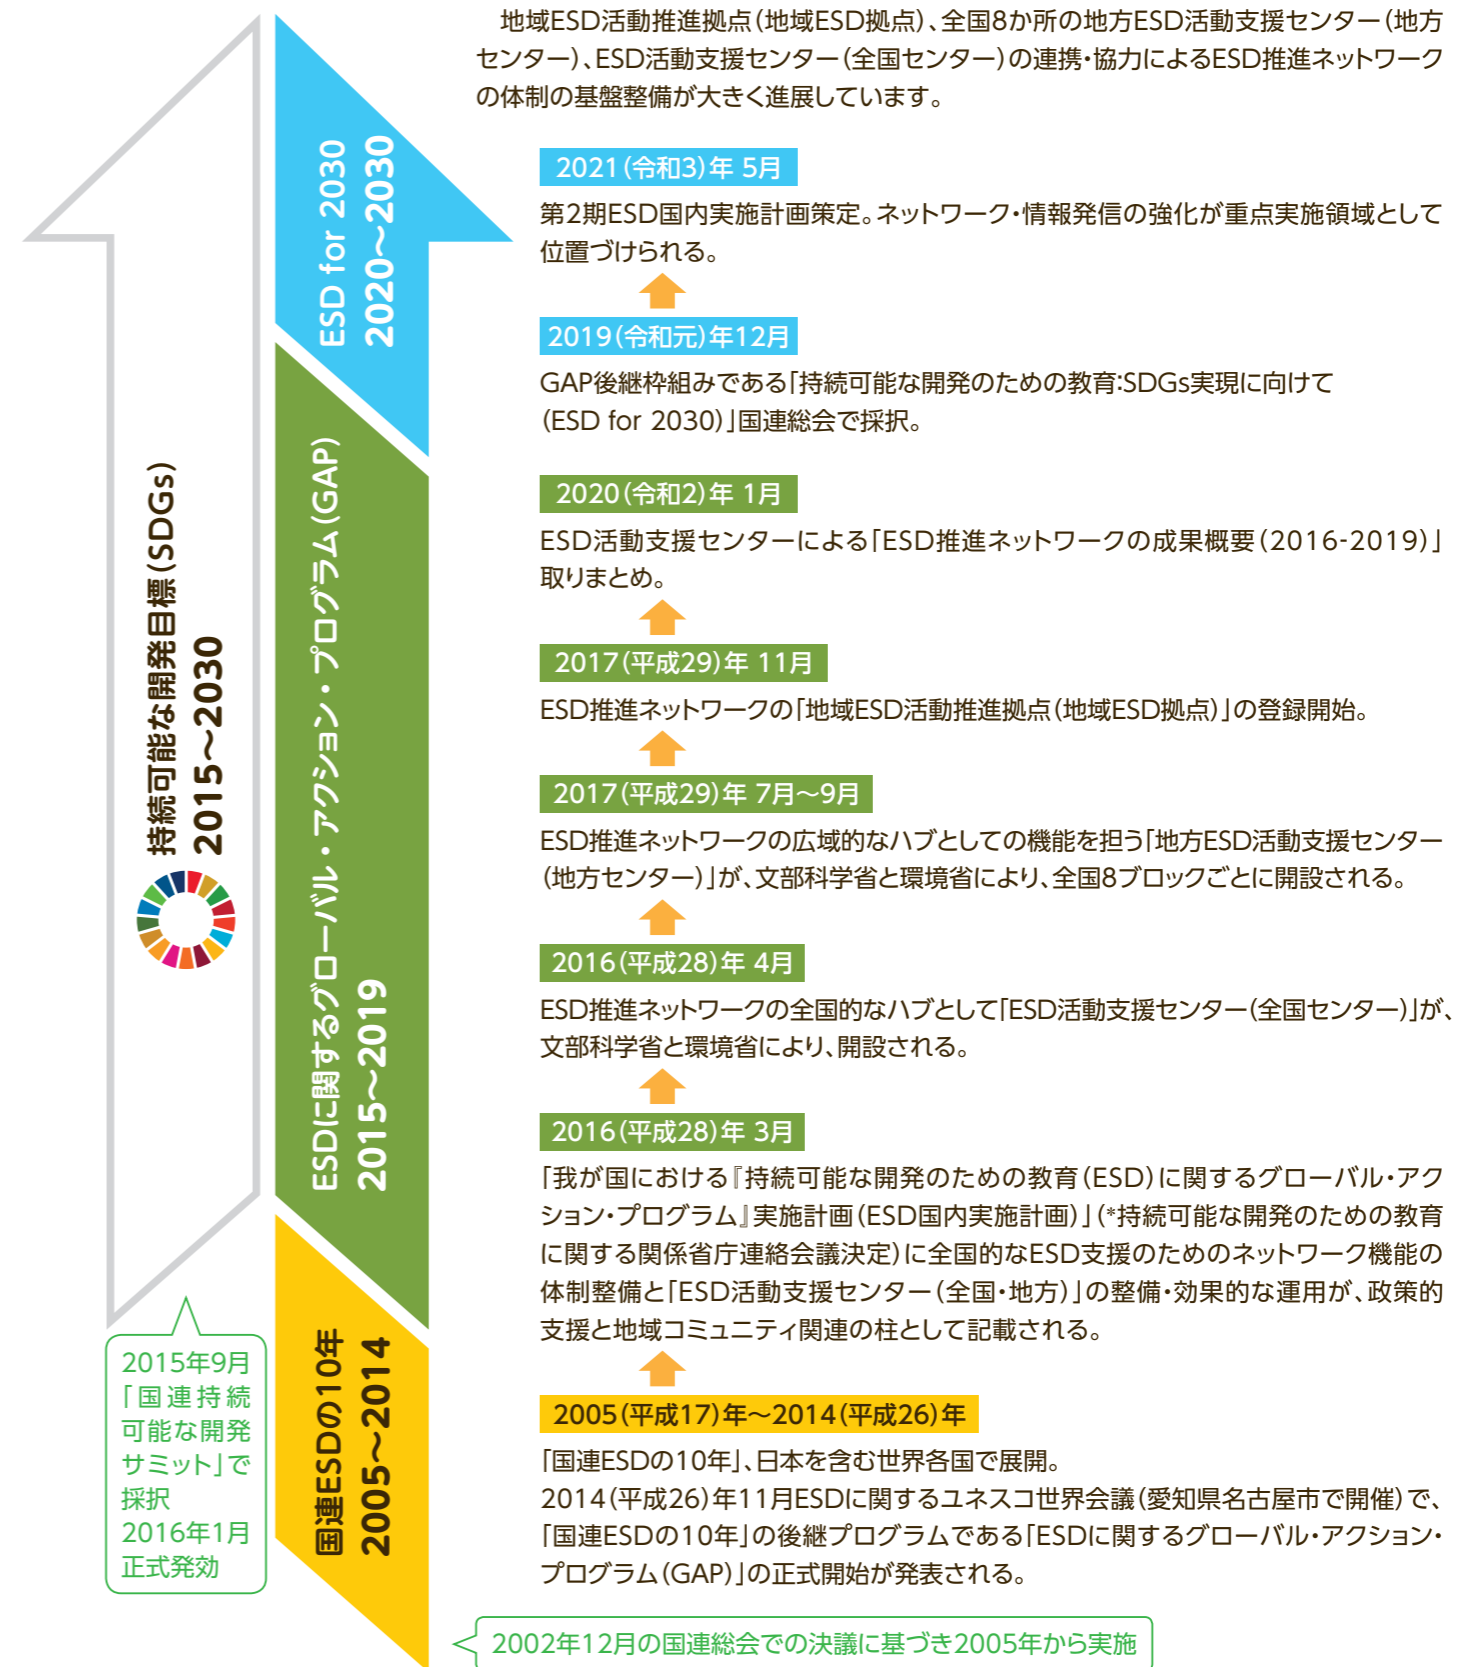 地域ESD活動推進拠点(地域ESD拠点)、全国8か所の地方ESD活動支援センター(地方
センター)、ESD活動支援センター(全国センター)の連携・協力によるESD推進ネットワーク
の体制の基盤整備が大きく進展しています。
2021(令和3)年 5月
第2期ESD国内実施計画策定。ネットワーク・情報発信の強化が重点実施領域として
位置づけられる。
2019(令和元)年12月
GAP後継枠組みである「持続可能な開発のための教育:SDGs実現に向けて
(ESD for 2030)」国連総会で採択。
2020(令和2)年 1月
ESD活動支援センターによる「ESD推進ネットワークの成果概要(2016-2019)」
取りまとめ。
2017(平成29)年 11月
ESD推進ネットワークの「地域ESD活動推進拠点(地域ESD拠点)」の登録開始。
2017(平成29)年 7月〜9月
ESD推進ネットワークの広域的なハブとしての機能を担う「地方ESD活動支援センター
(地方センター)」が、文部科学省と環境省により、全国8ブロックごとに開設される。
2016(平成28)年 4月
ESD推進ネットワークの全国的なハブとして「ESD活動支援センター(全国センター)」が、
文部科学省と環境省により、開設される。
2016(平成28)年 3月
「我が国における『持続可能な開発のための教育(ESD)に関するグローバル・アク
ション・プログラム』実施計画(ESD国内実施計画)」(*持続可能な開発のための教育
に関する関係省庁連絡会議決定)に全国的なESD支援のためのネットワーク機能の
体制整備と「ESD活動支援センター(全国・地方)」の整備・効果的な運用が、政策的
支援と地域コミュニティ関連の柱として記載される。
2005(平成17)年〜2014(平成26)年
「国連ESDの10年」、日本を含む世界各国で展開。
2014(平成26)年11月ESDに関するユネスコ世界会議(愛知県名古屋市で開催)で、
「国連ESDの10年」の後継プログラムである「ESDに関するグローバル・アクション・
プログラム(GAP)」の正式開始が発表される。
2002年12月の国連総会での決議に基づき2005年から実施
持続可能な開発目標(SDGs)
2015〜2030
2015年9月
「国連持続
可能な開発
サミット」で
採択
2016年1月
正式発効
ESD for 2030
2020〜2030
ESDに関するグローバル・アクション・プログラム(GAP)
2015〜2019
国連ESDの10年
2005〜2014